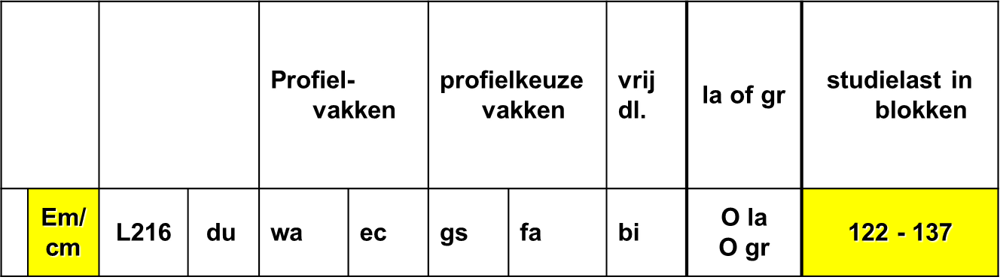 Profiel-
vakken
profielkeuze
vakken
vrij
dl.
la of gr
studielast in
blokken
Em/
cm
L216
du
wa
ec
gs
fa
bi
O la
O gr
122 - 137